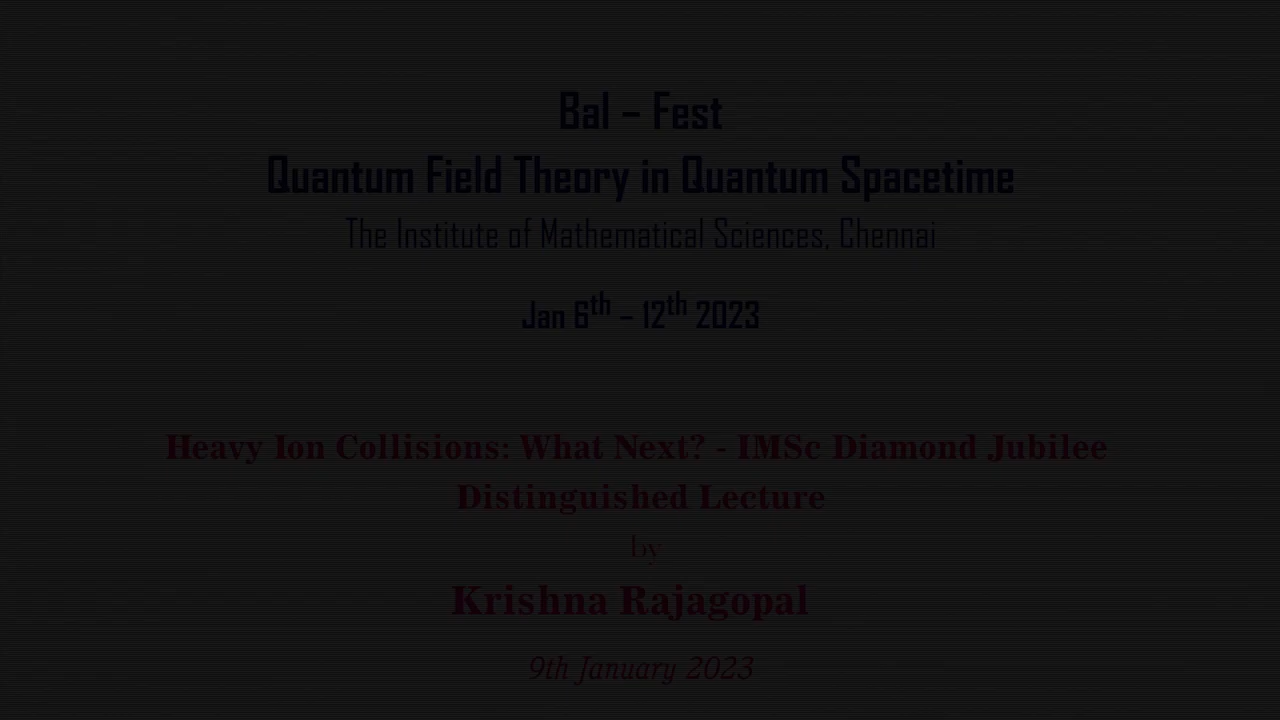 Bal – Fest
Quantum Field Theory in Quantum Spacetime
The Institute of Mathematical Sciences, Chennai
Jan 6th – 12th 2023
Heavy Ion Collisions: What Next? - IMSc Diamond Jubilee
Distinguished Lecture
by
Krishna Rajagopal
9th January 2023